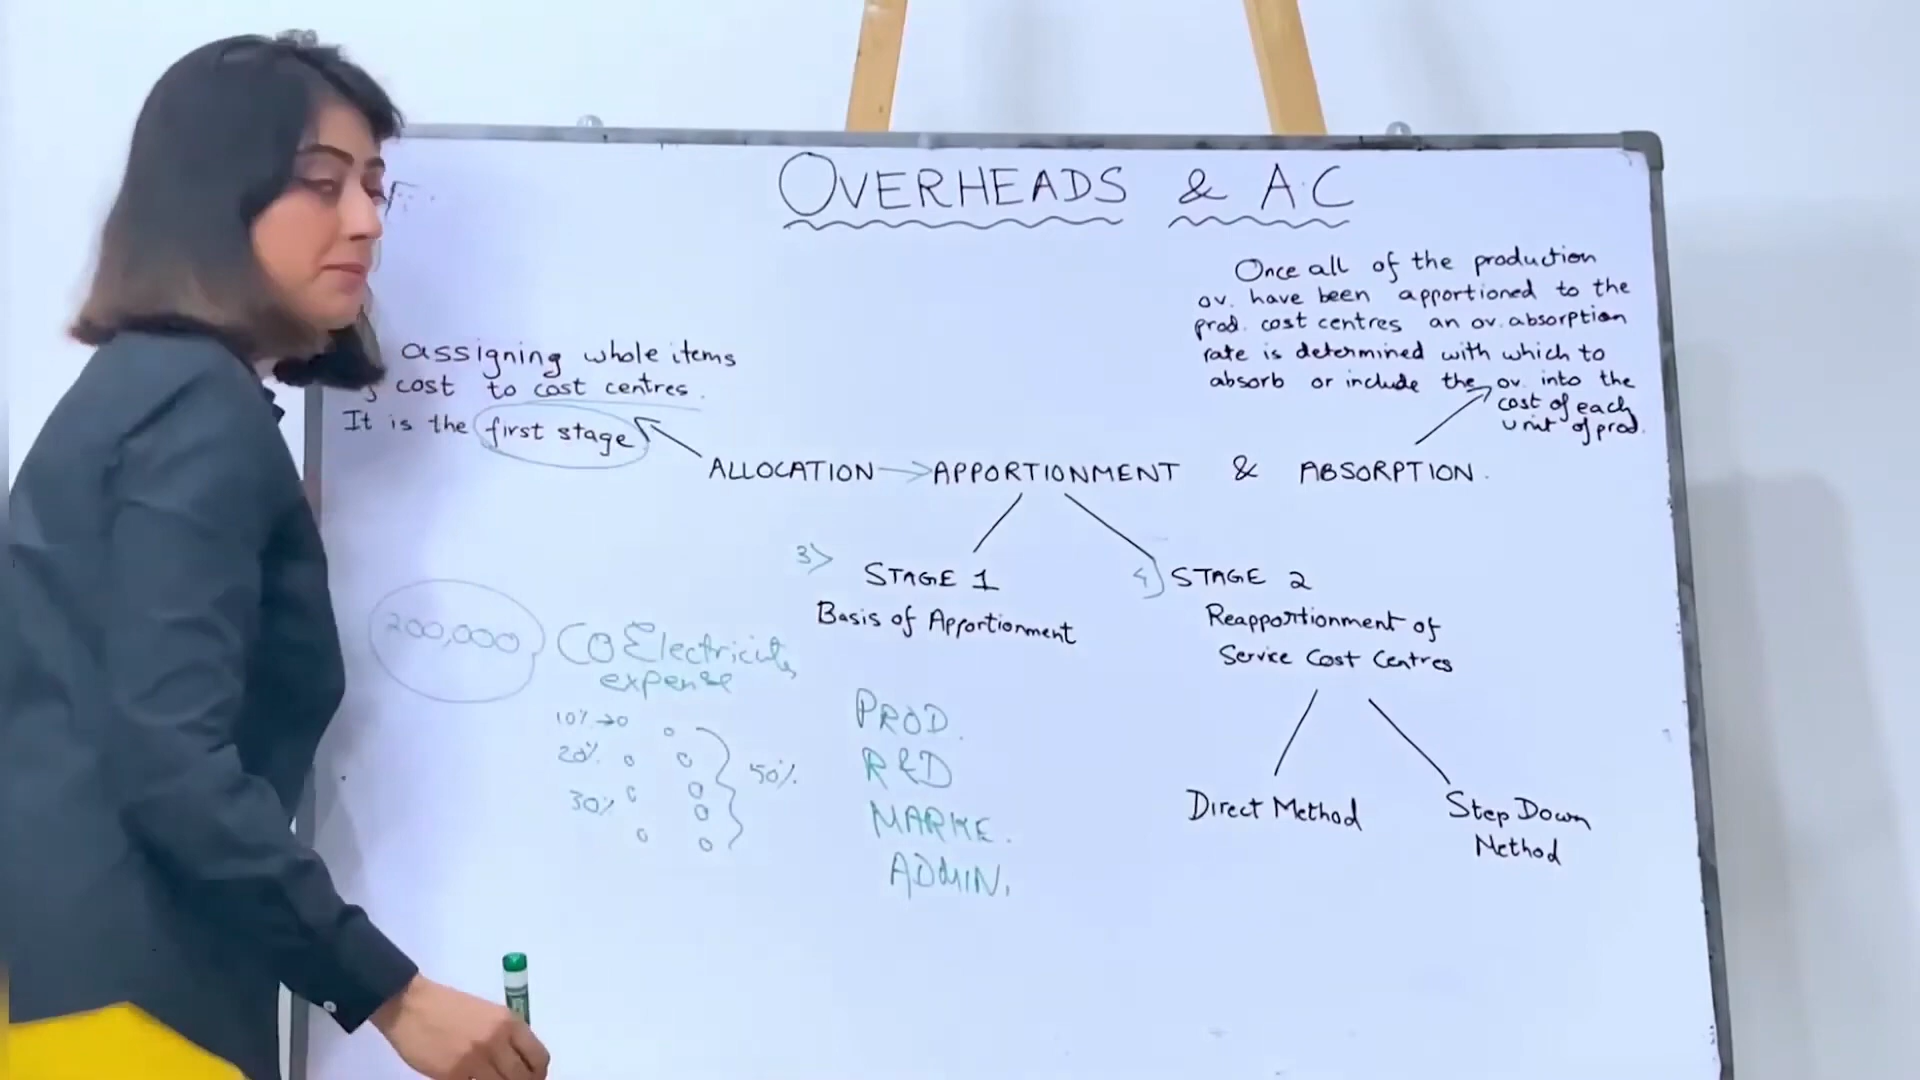 OVERHEADS & A.C
Once all of the production
ov. have been apportioned to the
prod. cost centres an ov. absorption
rate is determined with which to
absorb or include the ov. into the
cost of each
unit of prod.
assigning whole items
cost to cost centres.
It is the first stage
ALLOCATION → APPORTIONMENT & ABSORPTION.
3> STAGE 1
Basis of Apportionment
4) STAGE 2
Reapportionment of
Service Cost Centres
Direct Method
Step Down
Method
200,000
Electricity
expense
10% →
20%
30%
50%
PROD.
R&D
MARKE.
ADMIN.